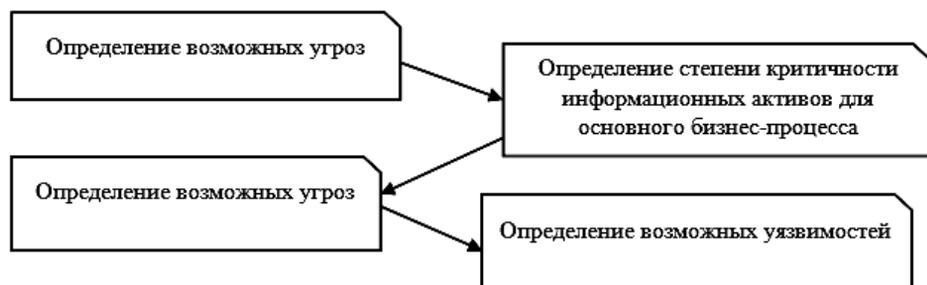 Определение возможных угроз
Определение степени критичности
информационных активов для
основного бизнес-процесса
Определение возможных угроз
Определение возможных уязвимостей